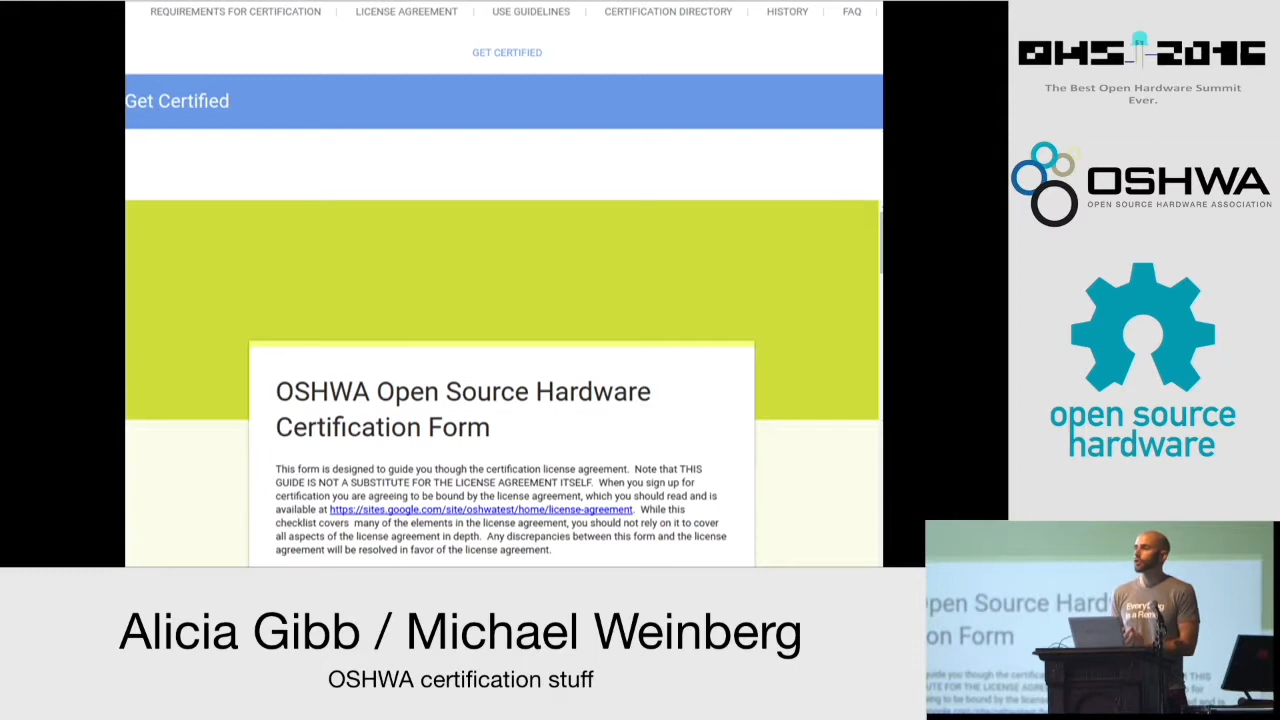 REQUIREMENTS FOR CERTIFICATION | LICENSE AGREEMENT | USE GUIDELINES | CERTIFICATION DIRECTORY | HISTORY | FAQ |
GET CERTIFIED
Get Certified
OSHWA Open Source Hardware
Certification Form
This form is designed to guide you though the certification license agreement. Note that THIS
GUIDE IS NOT A SUBSTITUTE FOR THE LICENSE AGREEMENT ITSELF. When you sign up for
certification you are agreeing to be bound by the license agreement, which you should read and is
available at https://sites.google.com/site/oshwatest/home/license-agreement. While this
checklist covers many of the elements in the license agreement, you should not rely on it to cover
all aspects of the license agreement in depth. Any discrepancies between this form and the license
agreement will be resolved in favor of the license agreement.
OHS 2016
The Best Open Hardware Summit
Ever.
OSHWA
OPEN SOURCE HARDWARE ASSOCIATION
open source
hardware
Alicia Gibb / Michael Weinberg
OSHWA certification stuff
pen Source Hard
on Form